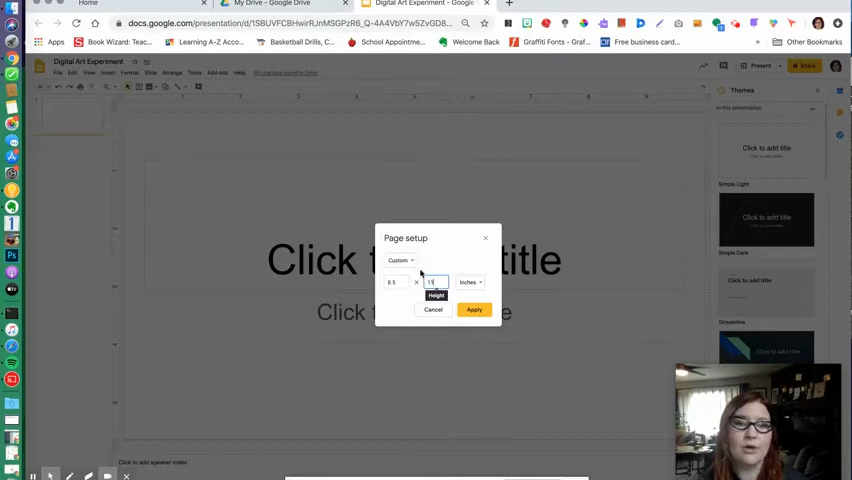 Home
My Drive - Google Drive
Digital Art Experiment - Google
docs.google.com/presentation/d/1SBUVFCBHwirRJnMSGPzR6_Q-4A4VbY7w5ZvGD8...
Apps
Book Wizard: Teac...
Learning A-Z Accou...
Basketball Drills, C...
School Appointme...
Welcome Back
Graffiti Fonts - Graf...
Free business card...
Other Bookmarks
Digital Art Experiment
File Edit View Insert Format Slide Arrange Tools Add-ons Help
All changes saved in Drive
Present
Share
Themes
In this presentation
Click to add title
Simple Light
Click to add title
Simple Dark
Click to add title
Streamline
Click to add title
Page setup
Custom
8.5 × 11 Inches
Height
Cancel
Apply
Click t
title
Click
e
Click to add speaker notes